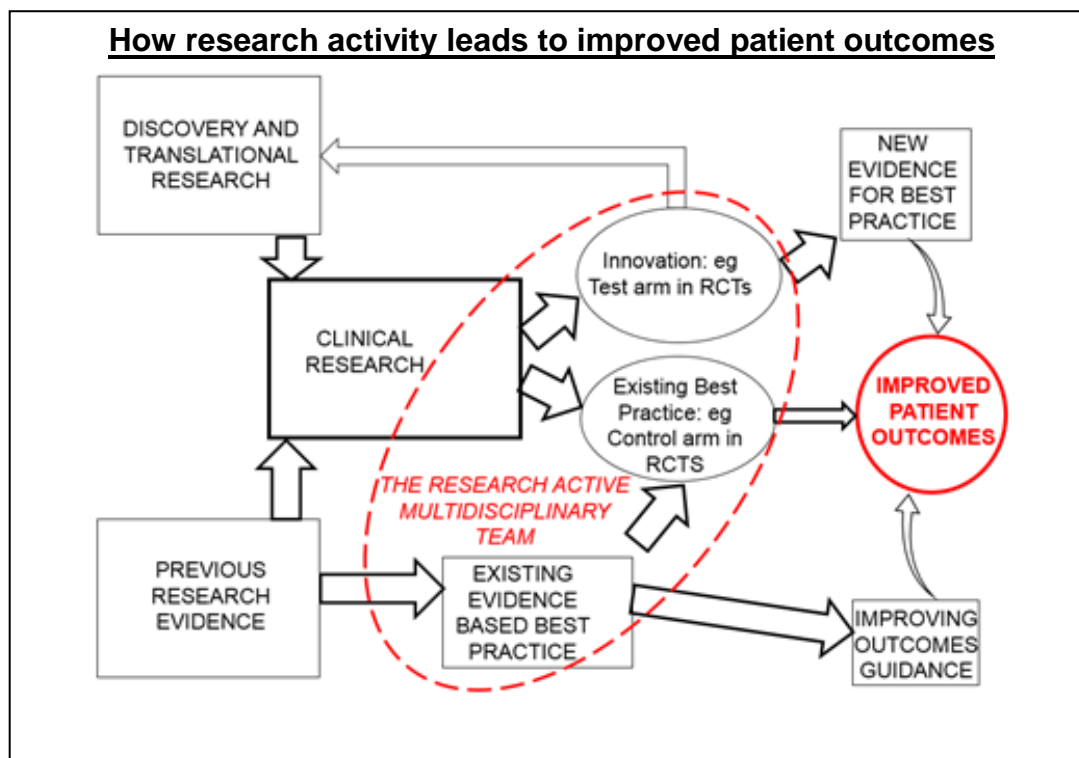 How research activity leads to improved patient outcomes
DISCOVERY AND
TRANSLATIONAL
RESEARCH
NEW
EVIDENCE
FOR BEST
PRACTICE
Innovation: eg
Test arm in RCTs
CLINICAL
RESEARCH
Existing Best
Practice: eg
Control arm in
RCTS
IMPROVED
PATIENT
OUTCOMES
THE RESEARCH ACTIVE
MULTIDISCIPLINARY
TEAM
PREVIOUS
RESEARCH
EVIDENCE
EXISTING
EVIDENCE
BASED BEST
PRACTICE
IMPROVING
OUTCOMES
GUIDANCE